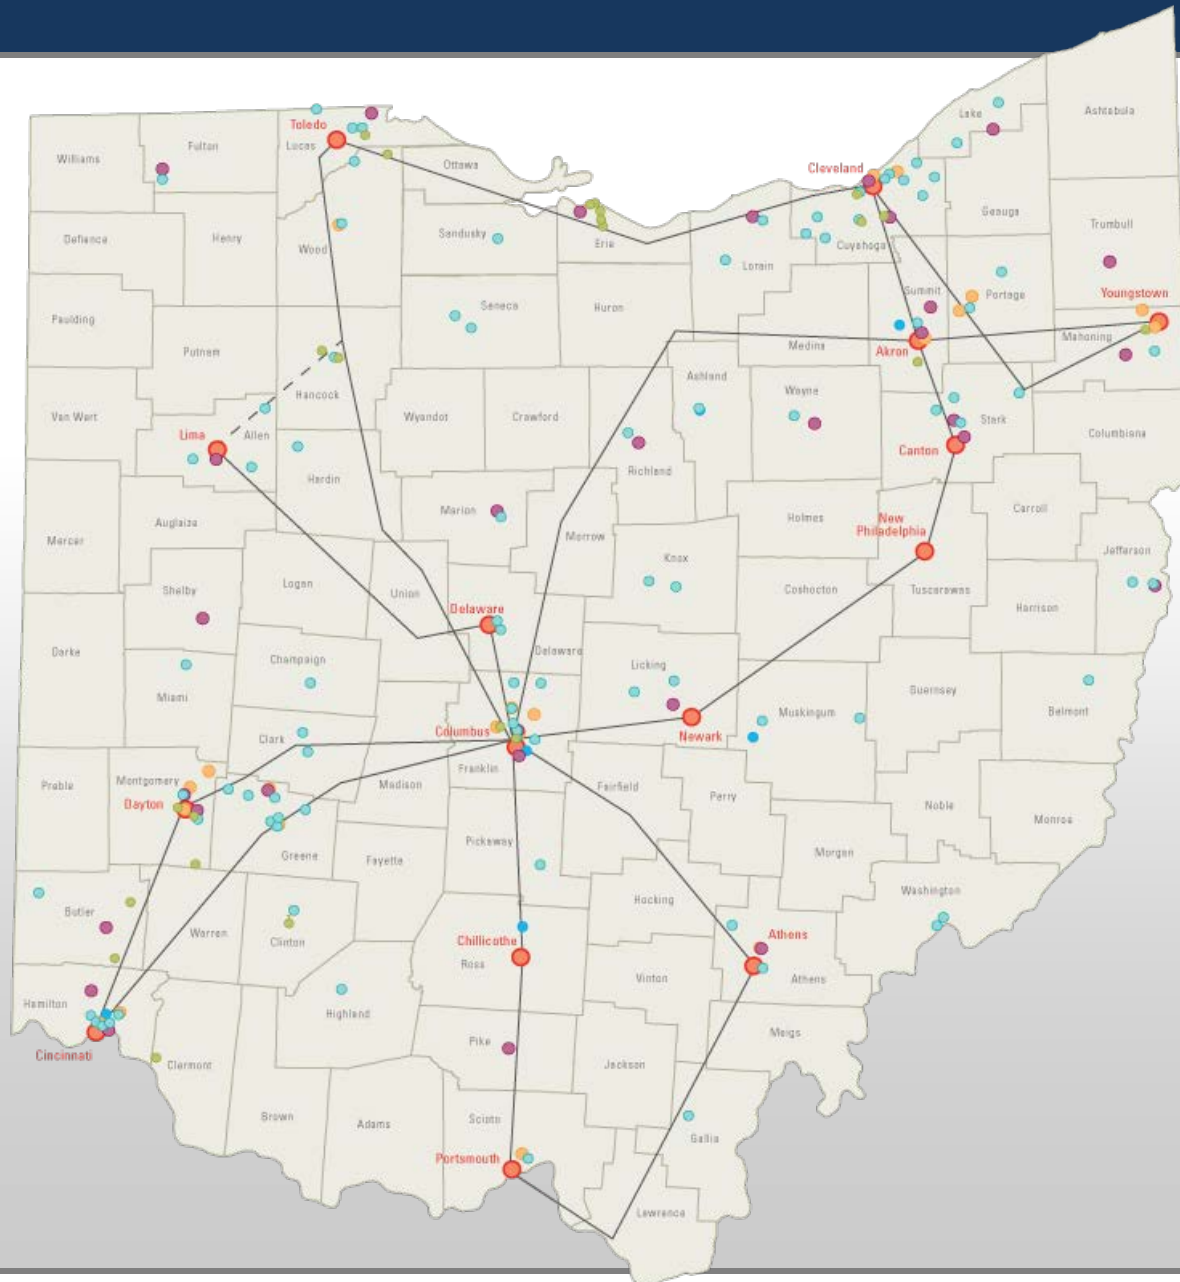 Ashtabula
Lake
Toledo
Lucas
Fulton
Williams
Ottawa
Cleveland
Geauga
Trumbull
Defiance
Henry
Wood
Sandusky
Erie
Cuyahoga
Lorain
Summit
Portage
Youngstown
Paulding
Seneca
Huron
Mahoning
Putnam
Medina
Akron
Hancock
Ashland
Wayne
Van Wert
Wyandot
Crawford
Stark
Lima
Allen
Columbiana
Canton
Richland
Hardin
Marion
Carroll
Auglaize
Holmes
New
Philadelphia
Mercer
Morrow
Jefferson
Knox
Logan
Shelby
Union
Coshocton
Tuscarawas
Harrison
Delaware
Darke
Delaware
Champaign
Licking
Guernsey
Miami
Belmont
Muskingum
Clark
Columbus
Newark
Franklin
Preble
Montgomery
Madison
Fairfield
Perry
Dayton
Noble
Monroe
Pickaway
Greene
Fayette
Morgan
Washington
Hocking
Butler
Warren
Clinton
Chillicothe
Ross
Athens
Vinton
Athens
Hamilton
Highland
Meigs
Pike
Cincinnati
Clermont
Jackson
Brown
Adams
Scioto
Gallia
Portsmouth
Lawrence